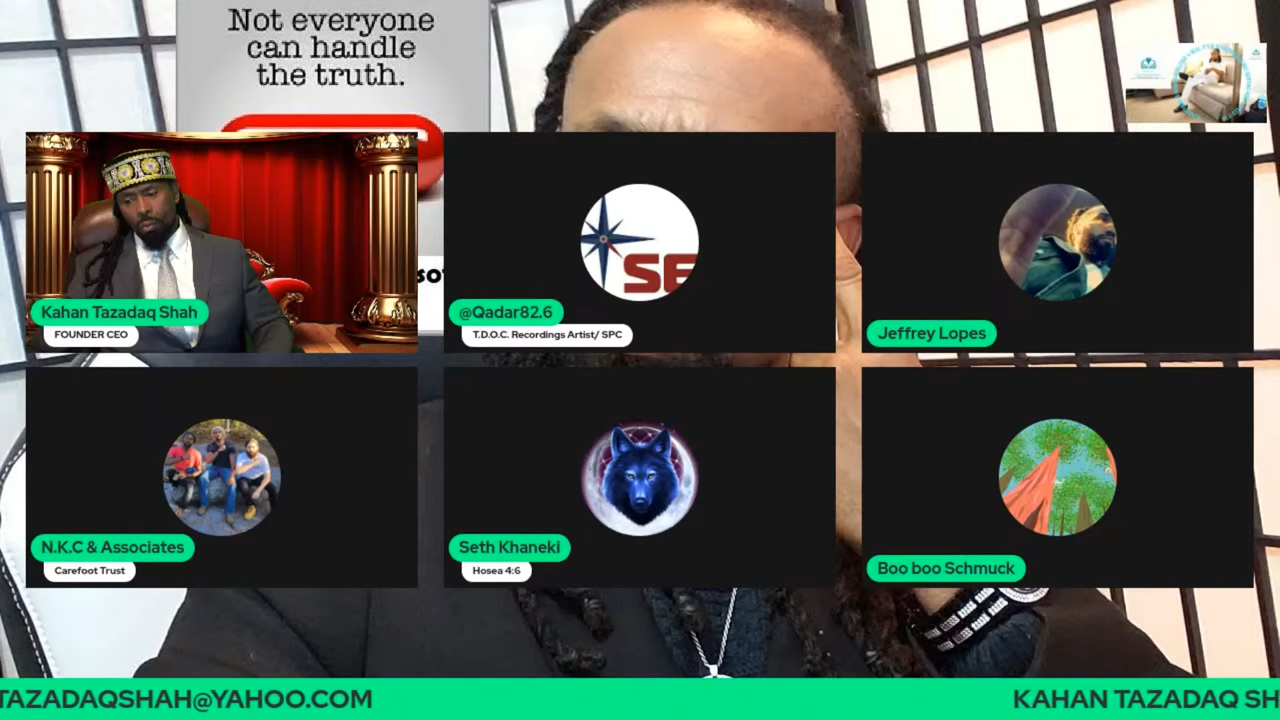 Not everyone
can handle
the truth.
so
Kahan Tazadaq Shah
FOUNDER CEO
SE
@Qadar82.6
T.D.O.C. Recordings Artist/ SPC
Jeffrey Lopes
N.K.C & Associates
Carefoot Trust
Seth Khaneki
Hosea 4:6
Boo boo Schmuck
TAZADAQSHAH@YAHOO.COM
KAHAN TAZADAQ SH